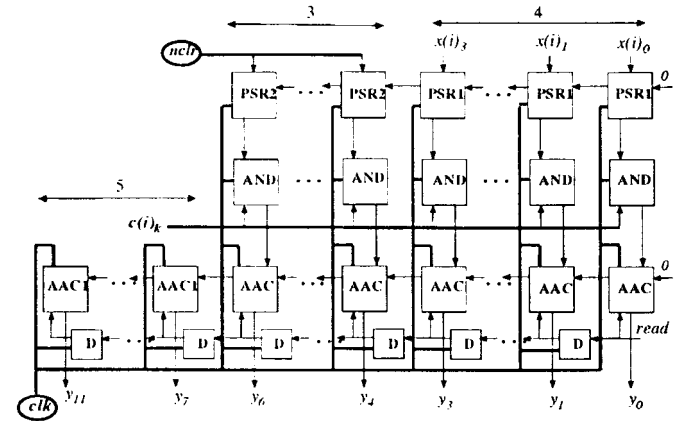 3 4
nclr x(i)3 x(i)1 x(i)0
PSR2 ... PSR2 PSR1 ... PSR1 PSR1 0
AND ... AND AND ... AND AND
5
c(i)k
AAC1 ... AAC1 AAC ... AAC AAC ... AAC AAC 0
D ... D D ... D D ... D read
y11 y7 y6 y4 y3 y1 y0
clk